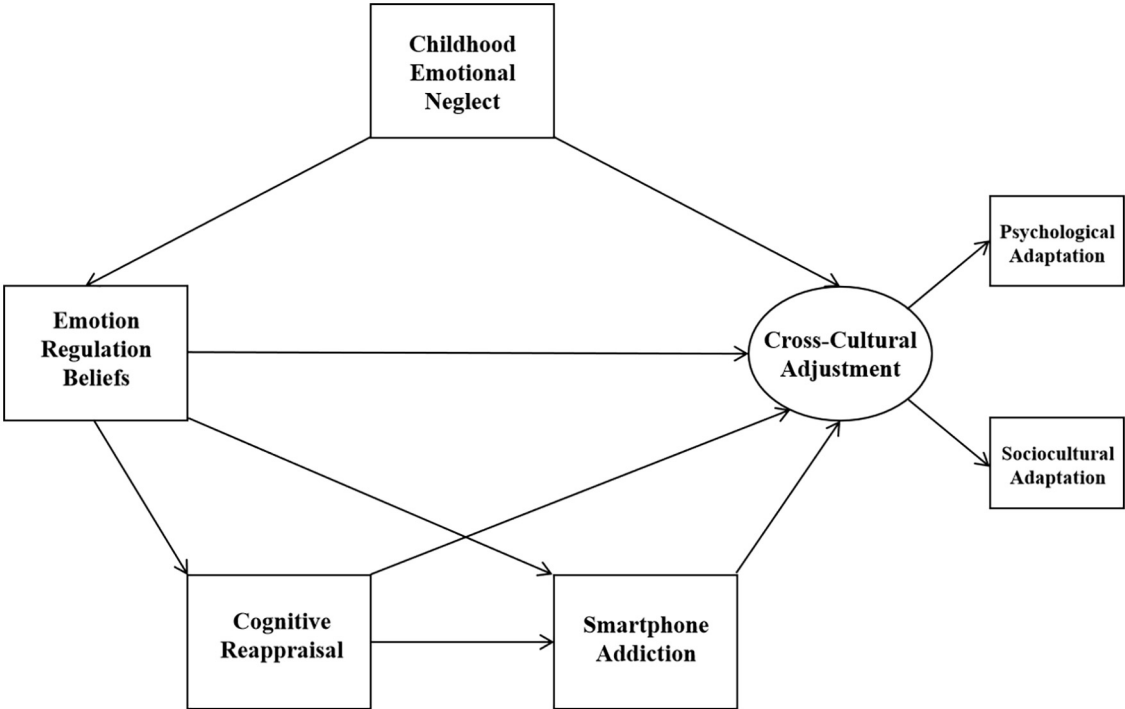 Childhood
Emotional
Neglect
Psychological
Adaptation
Emotion
Regulation
Beliefs
Cross-Cultural
Adjustment
Sociocultural
Adaptation
Cognitive
Reappraisal
Smartphone
Addiction